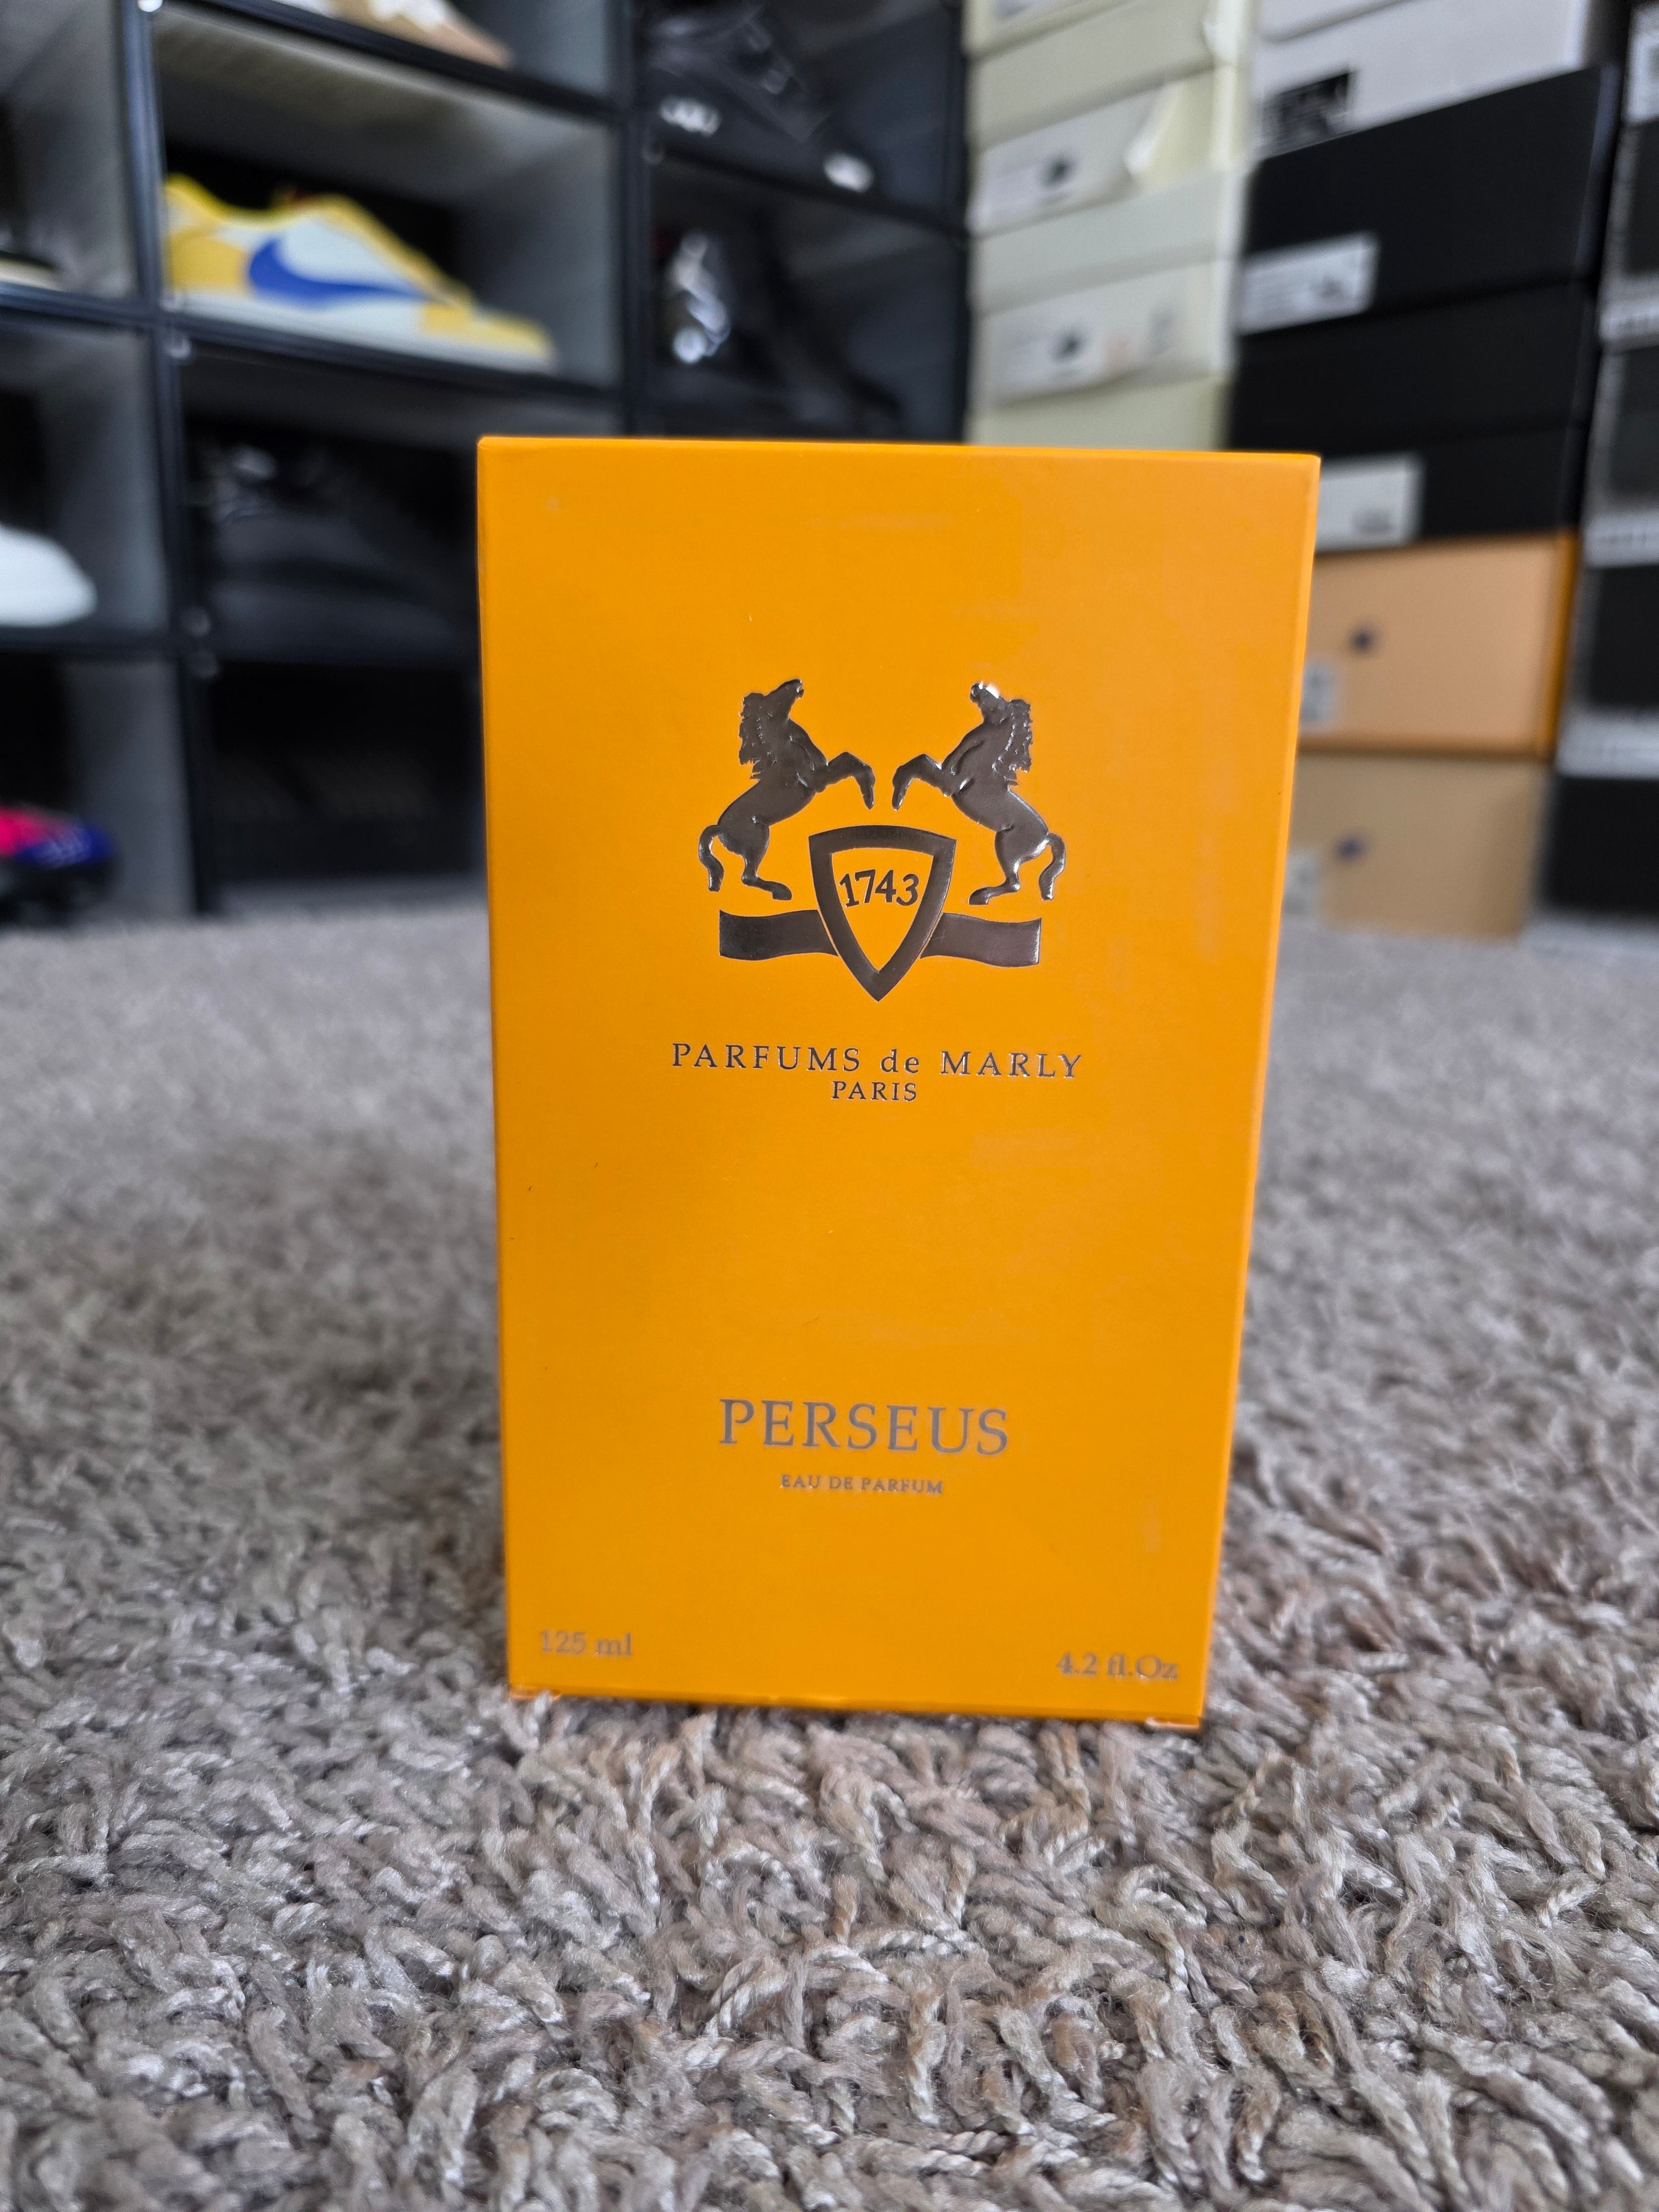 1743
PARFUMS de MARLY
PARIS
PERSEUS
EAU DE PARFUM
125 ml
4.2 fl.Oz